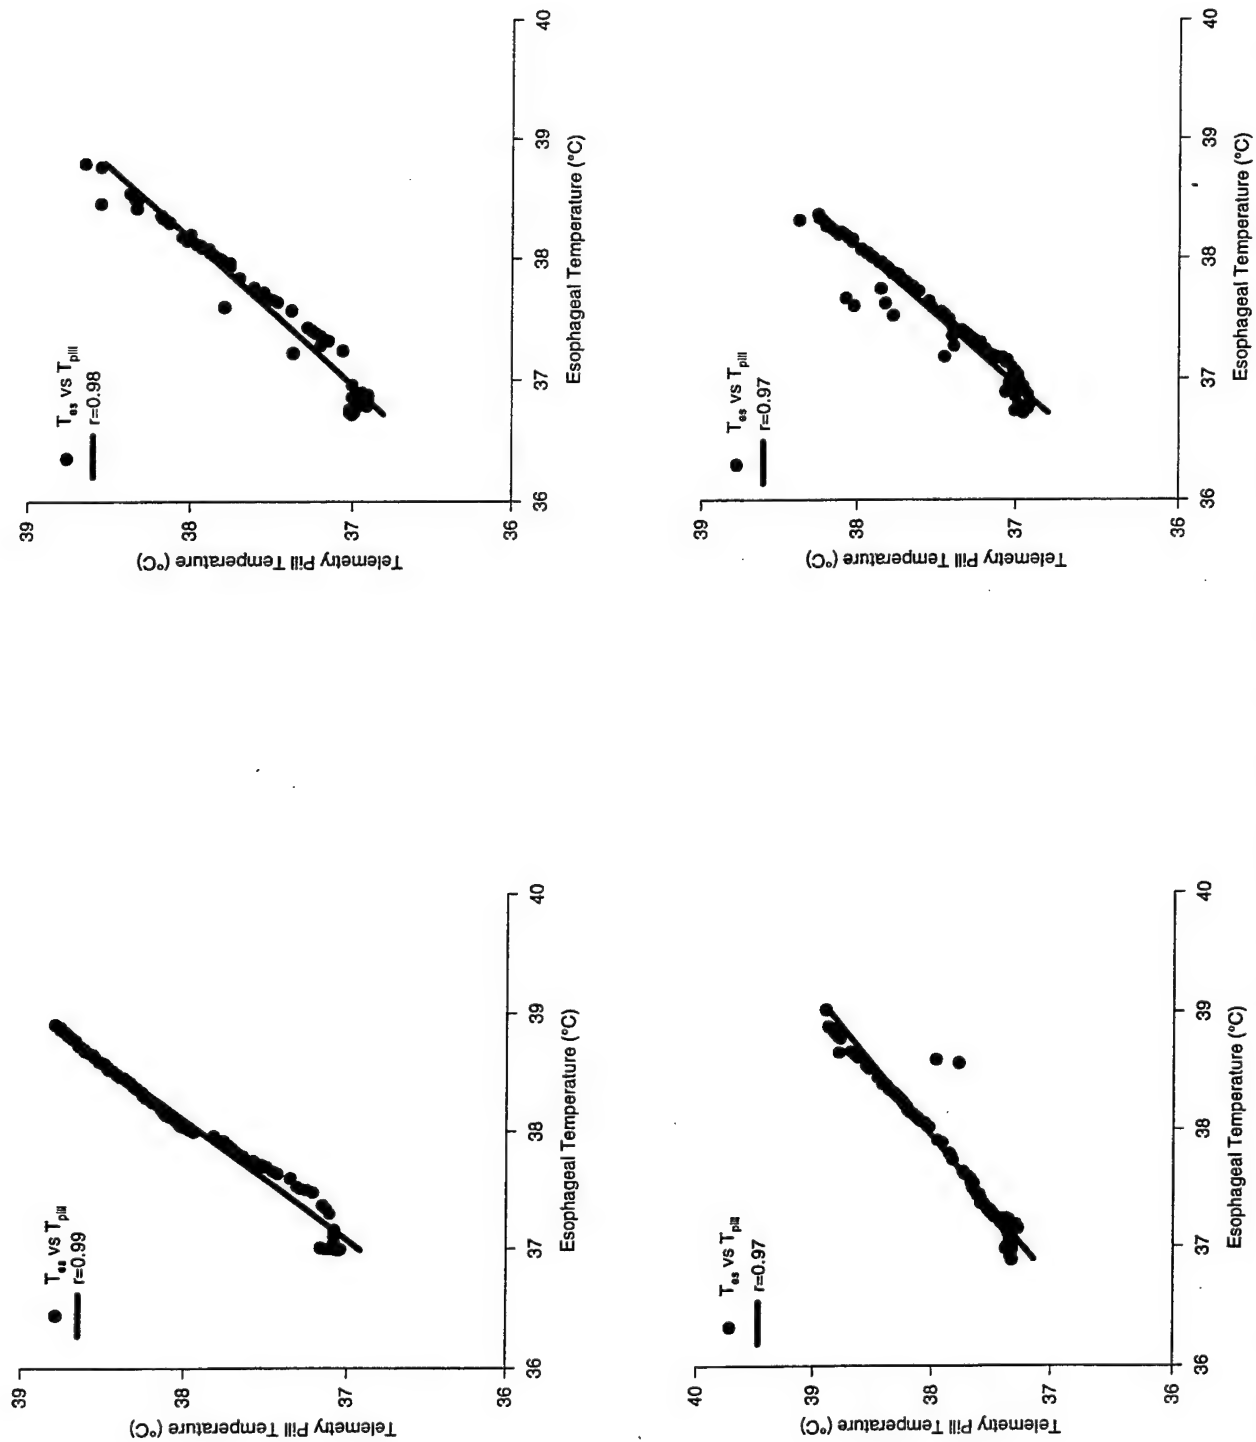 Tes vs Tpill
r=0.99
39
38
37
36
Telemetry Pill Temperature (°C)
36 37 38 39 40
Esophageal Temperature (°C)
Tes vs Tpill
r=0.98
39
38
37
36
Telemetry Pill Temperature (°C)
36 37 38 39 40
Esophageal Temperature (°C)
Tes vs Tpill
r=0.97
40
39
38
37
36
Telemetry Pill Temperature (°C)
36 37 38 39 40
Esophageal Temperature (°C)
Tes vs Tpill
r=0.97
39
38
37
36
Telemetry Pill Temperature (°C)
36 37 38 39 40
Esophageal Temperature (°C)